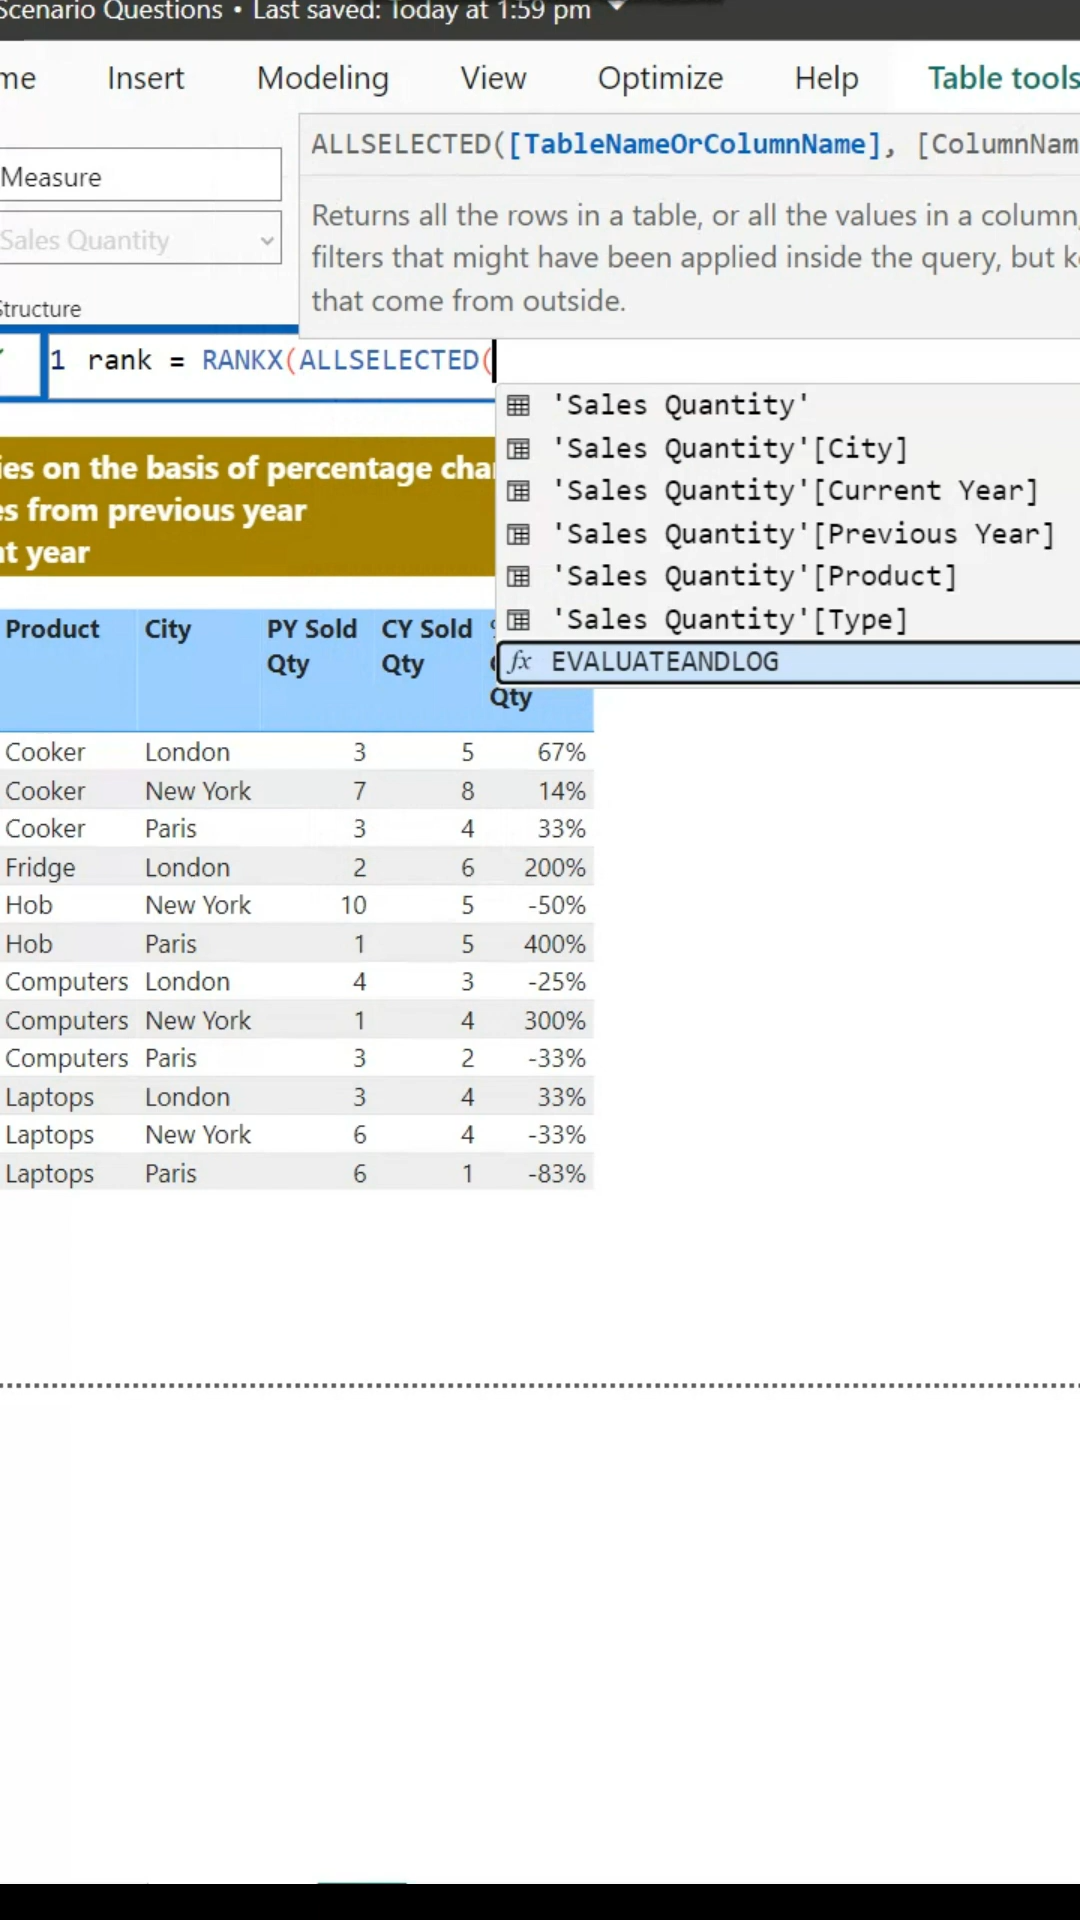 Scenario Questions • Last saved: Today at 1:59 pm
me Insert Modeling View Optimize Help Table tools
ALLSELECTED([TableNameOrColumnName], [ColumnNam
Measure
Returns all the rows in a table, or all the values in a column,
Sales Quantity
filters that might have been applied inside the query, but k
that come from outside.
Structure
1 rank = RANKX(ALLSELECTED(
'Sales Quantity'
'Sales Quantity'[City]
'Sales Quantity'[Current Year]
'Sales Quantity'[Previous Year]
'Sales Quantity'[Product]
'Sales Quantity'[Type]
fx EVALUATEANDLOG
ies on the basis of percentage cha
es from previous year
nt year
Product City PY Sold Qty CY Sold Qty Qty
Cooker London 3 5 67%
Cooker New York 7 8 14%
Cooker Paris 3 4 33%
Fridge London 2 6 200%
Hob New York 10 5 -50%
Hob Paris 1 5 400%
Computers London 4 3 -25%
Computers New York 1 4 300%
Computers Paris 3 2 -33%
Laptops London 3 4 33%
Laptops New York 6 4 -33%
Laptops Paris 6 1 -83%